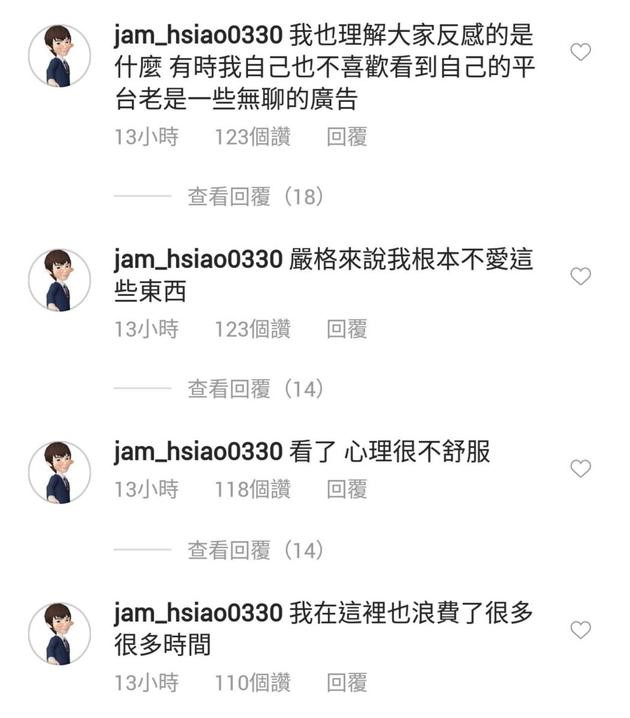 jam_hsiao0330 我也理解大家反感的是
什麼 有時我自己也不喜歡看到自己的平
台老是一些無聊的廣告
13小時 123個讚 回覆
查看回覆（18）
jam_hsiao0330 嚴格來說我根本不愛這
些東西
13小時 123個讚 回覆
查看回覆（14）
jam_hsiao0330 看了 心理很不舒服
13小時 118個讚 回覆
查看回覆（14）
jam_hsiao0330 我在這裡也浪費了很多
很多時間
13小時 110個讚 回覆